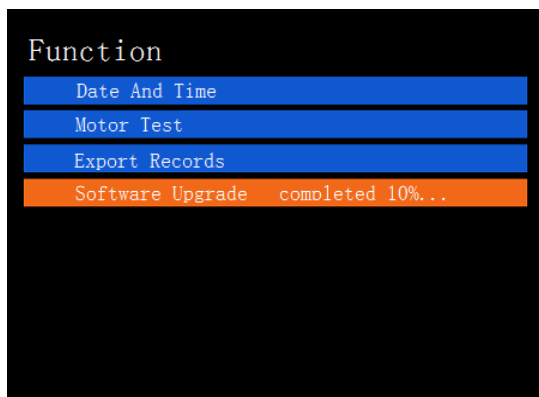 Function
Date And Time
Motor Test
Export Records
Software Upgrade completed 10%...